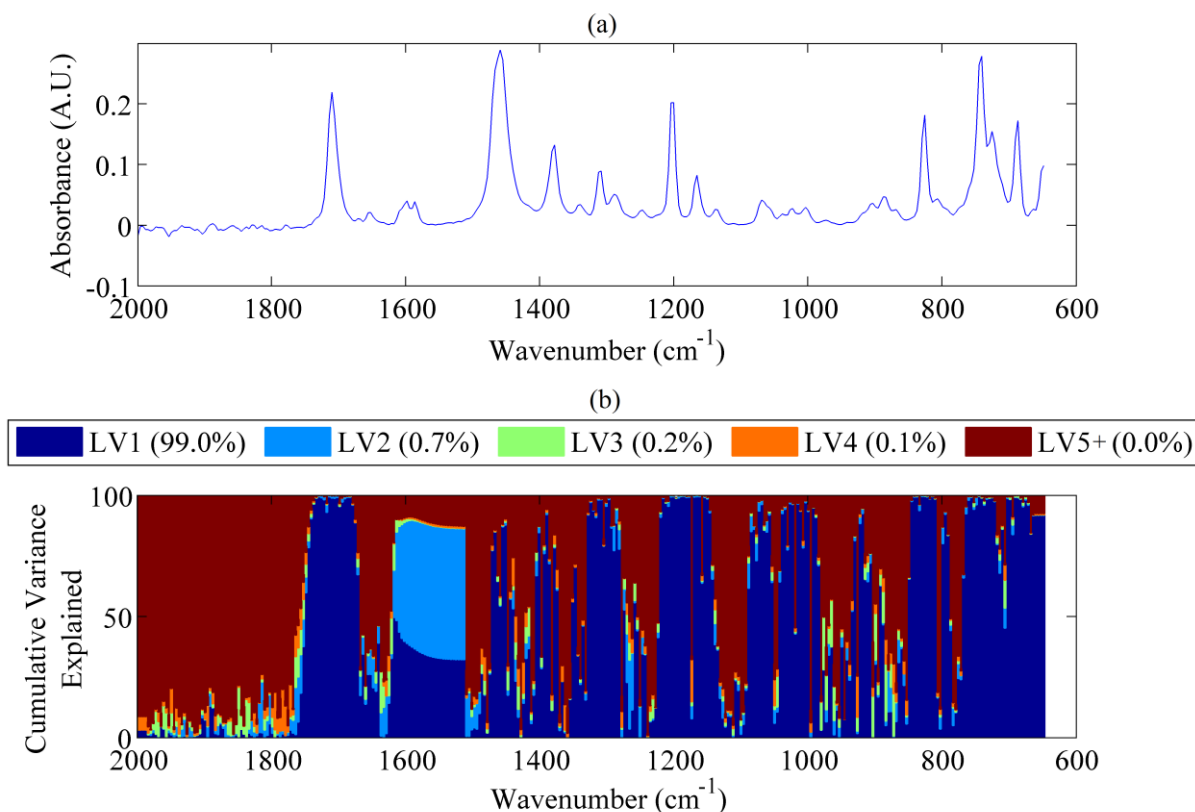 (a)
Absorbance (A.U.)
0.2
0.1
0
-0.1
2000 1800 1600 1400 1200 1000 800 600
Wavenumber (cm⁻¹)
(b)
LV1 (99.0%) LV2 (0.7%) LV3 (0.2%) LV4 (0.1%) LV5+ (0.0%)
Cumulative Variance
Explained
100
50
0
2000 1800 1600 1400 1200 1000 800 600
Wavenumber (cm⁻¹)